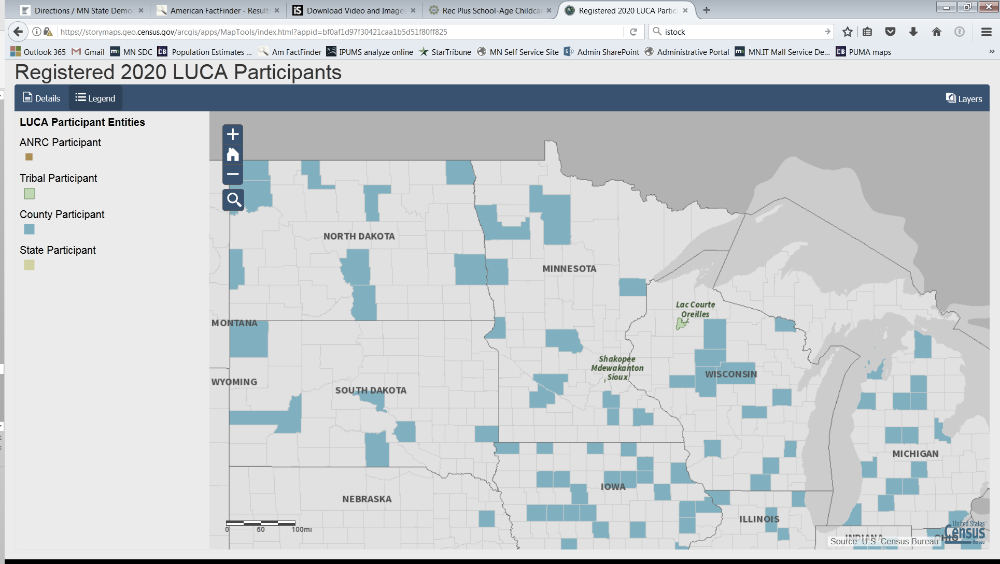 Directions / MN State Demo
American FactFinder - Results
Download Video and Images
Rec Plus School-Age Childcar
Registered 2020 LUCA Partici
https://storymaps.geo.census.gov/arcgis/apps/MapTools/index.html?appid=bf0af1d97f30421caa1b5d51f80ff825
istock
Outlook 365
Gmail
MN SDC
Population Estimates ...
Am FactFinder
IPUMS analyze online
StarTribune
MN Self Service Site
Admin SharePoint
Administrative Portal
MN.IT Mall Service De...
PUMA maps
Registered 2020 LUCA Participants
Details
Legend
Layers
LUCA Participant Entities
ANRC Participant
Tribal Participant
County Participant
State Participant
NORTH DAKOTA
MINNESOTA
Lac Courte
Oreilles
MONTANA
Shakopee
Mdewakanton
Sioux
WISCONSIN
WYOMING
SOUTH DAKOTA
MICHIGAN
IOWA
NEBRASKA
ILLINOIS
0 50 100mi
INDIANA
OHIO
United States
Census
Bureau
Source: U.S. Census Bureau